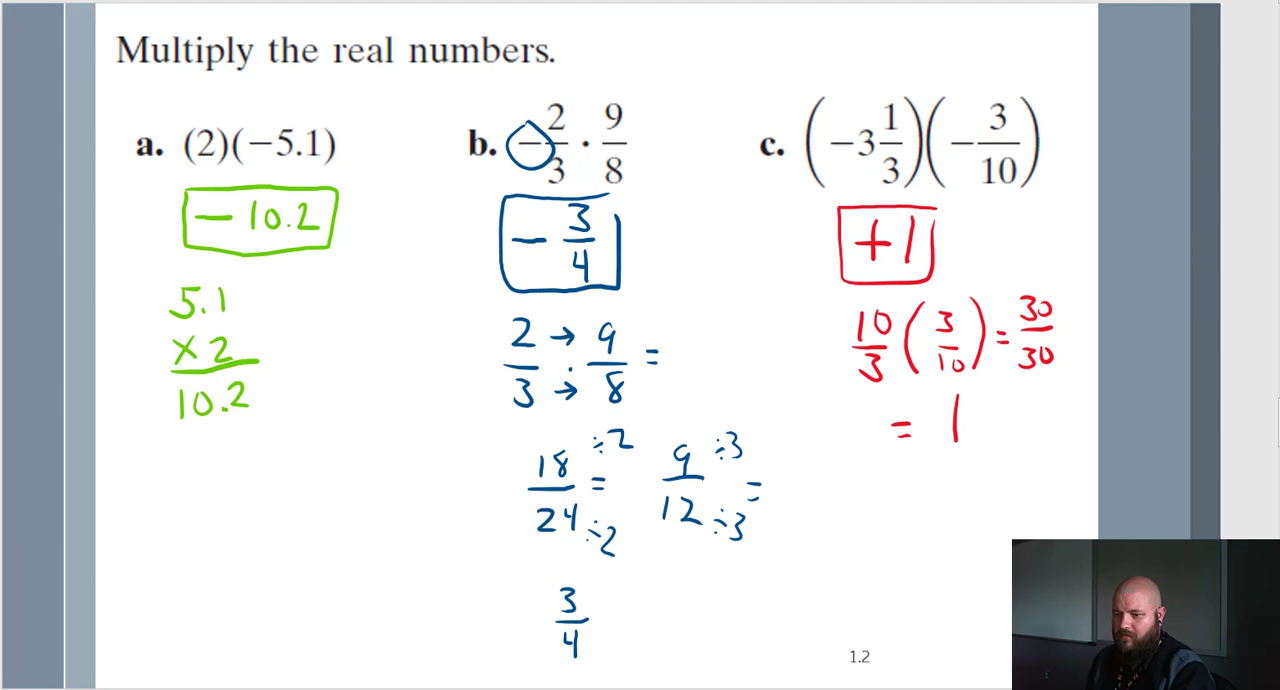 Multiply the real numbers.
a. (2)(−5.1)
− 10.2
5.1
× 2
10.2
b. −2/3 · 9/8
− 3/4
2/3 → · → 9/8 =
18/24 ÷2 ÷2 = 9/12 ÷3 ÷3 =
3/4
c. (−3 1/3)(−3/10)
+1
10/3 (3/10) = 30/30
= 1
1.2